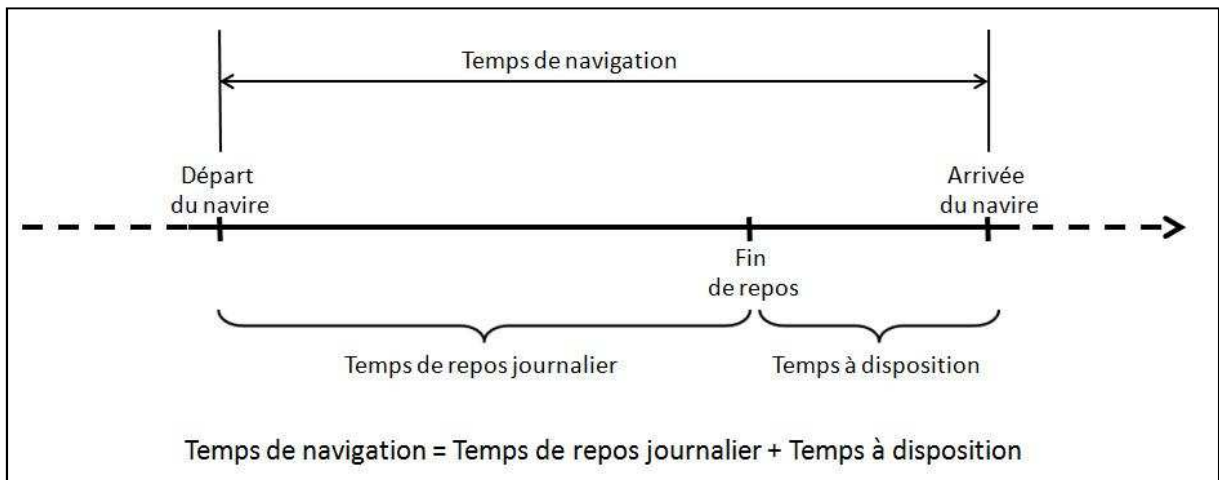 Temps de navigation
Départ
du navire
Arrivée
du navire
Fin
de repos
Temps de repos journalier
Temps à disposition
Temps de navigation = Temps de repos journalier + Temps à disposition